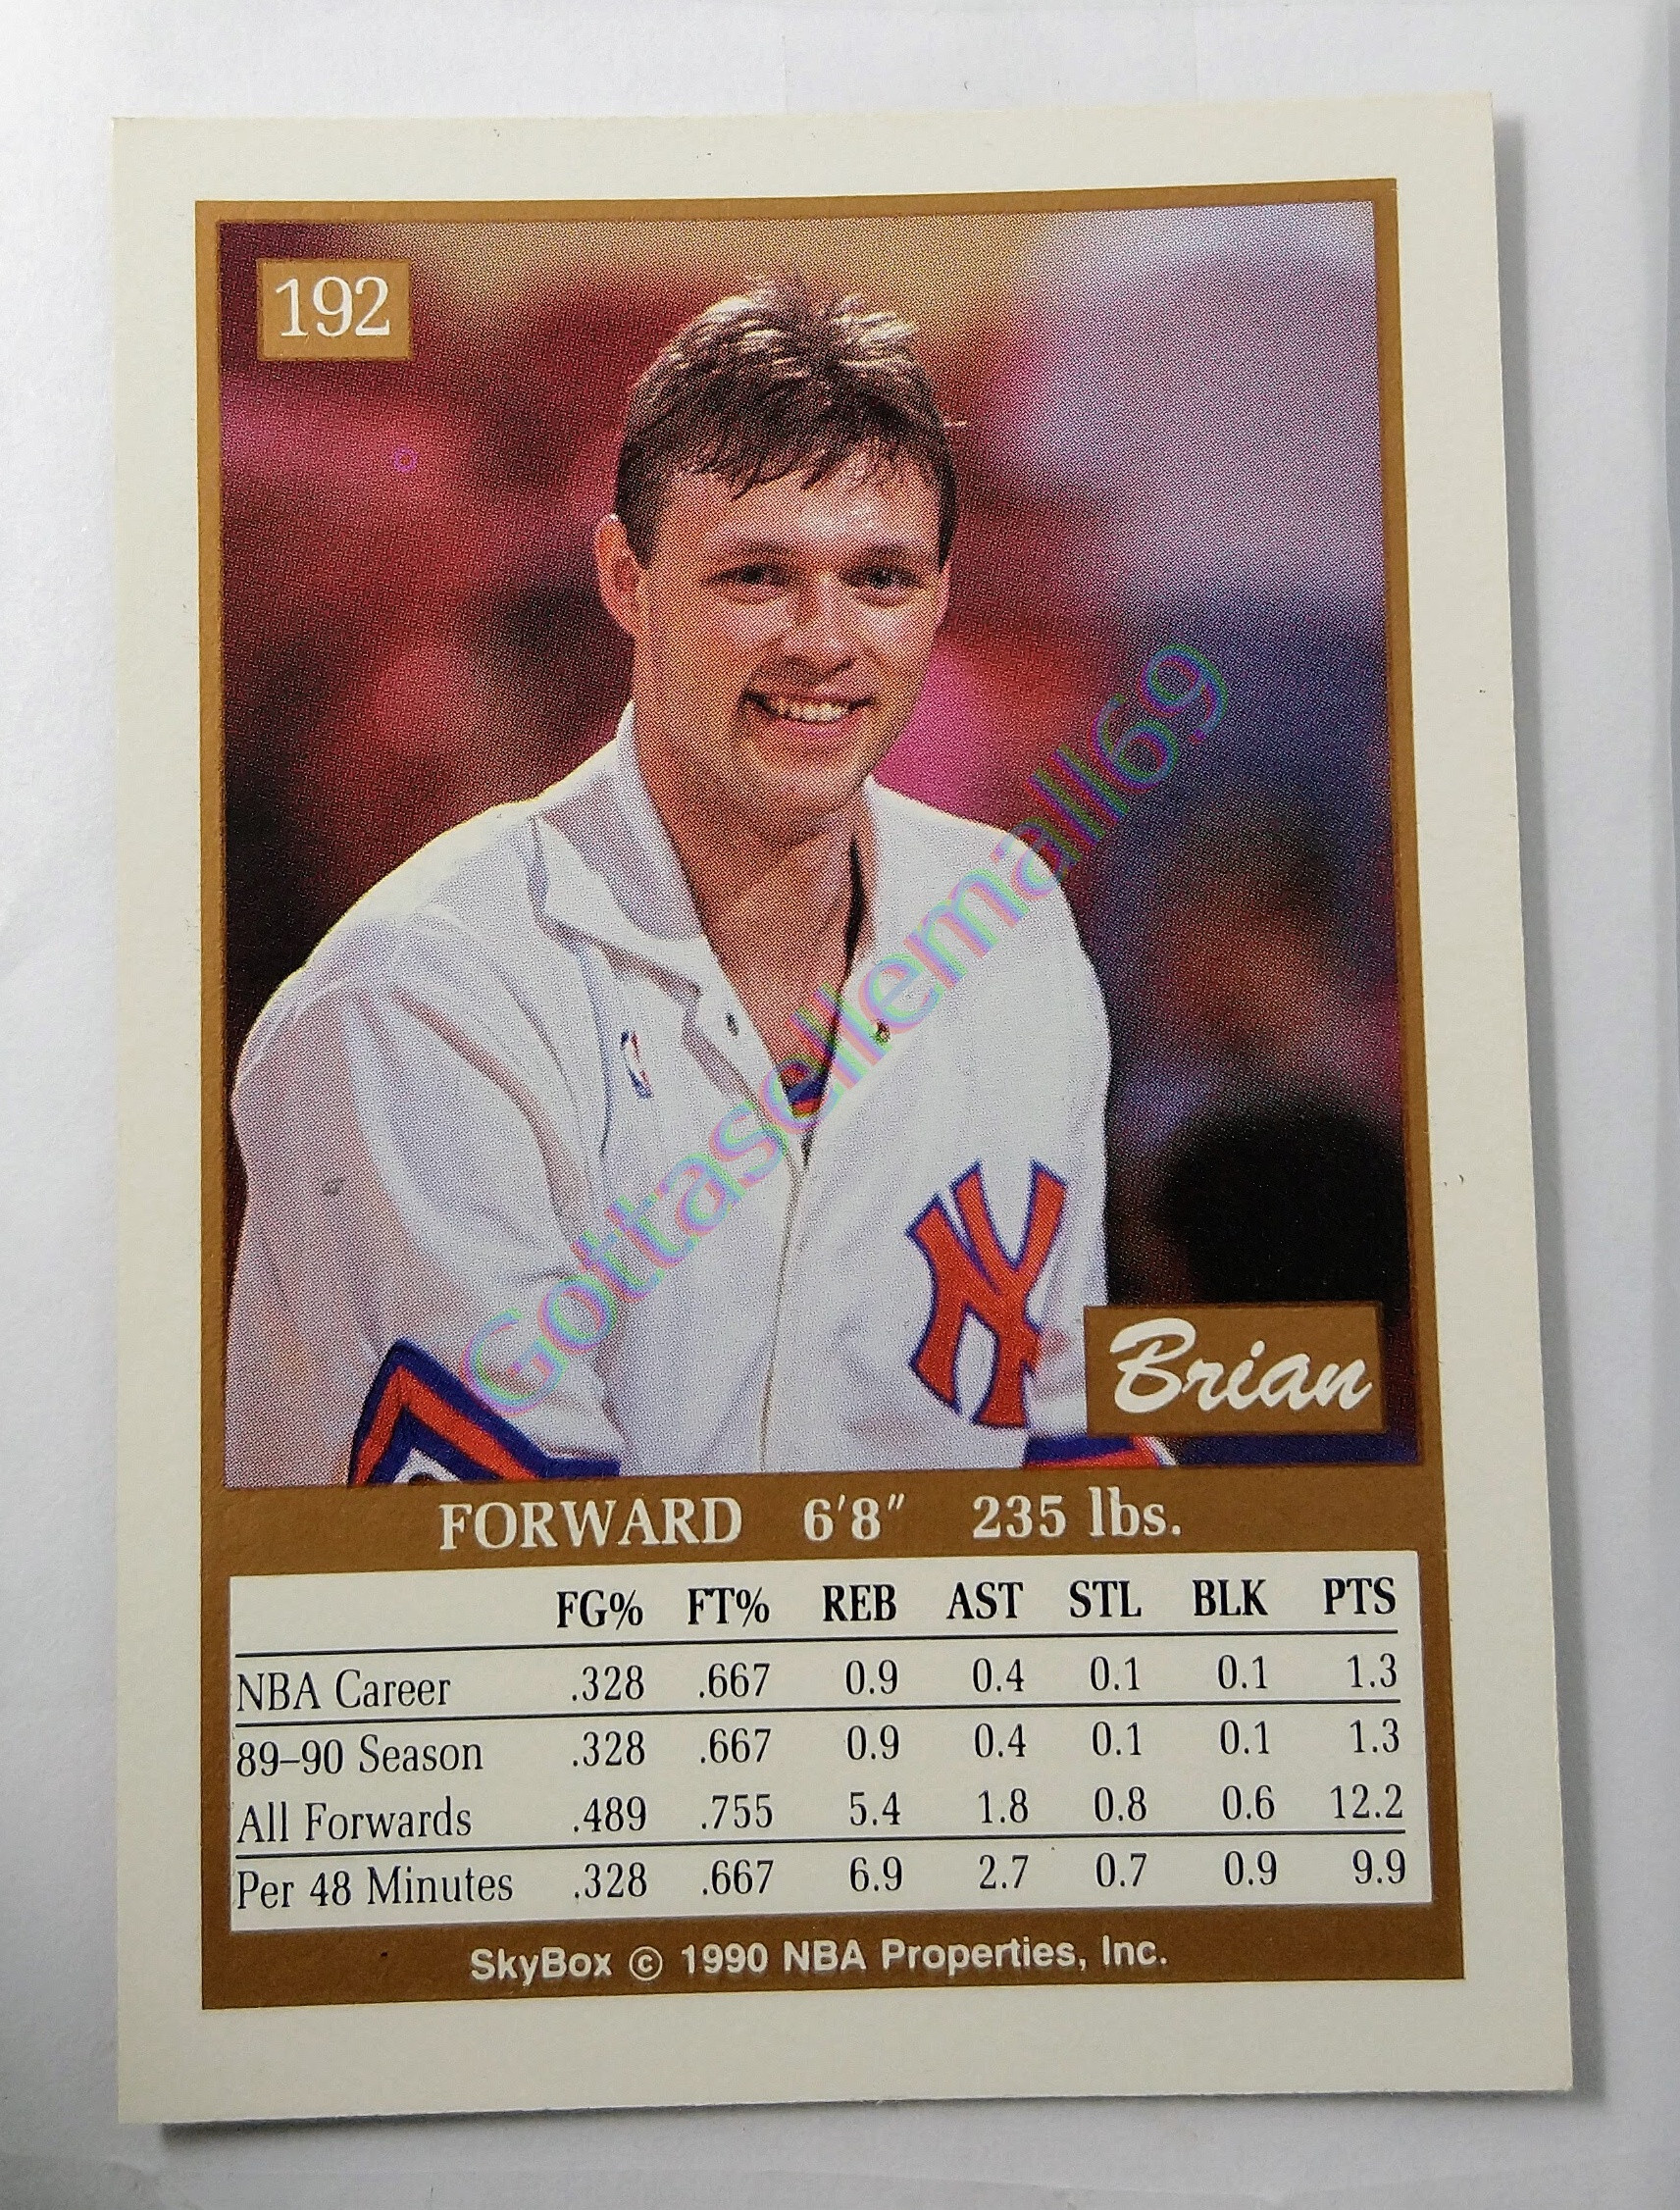 192
©
Gottasellemall69
NY
Brian
FORWARD 6'8" 235 lbs.
FG% FT% REB AST STL BLK PTS
NBA Career .328 .667 0.9 0.4 0.1 0.1 1.3
89–90 Season .328 .667 0.9 0.4 0.1 0.1 1.3
All Forwards .489 .755 5.4 1.8 0.8 0.6 12.2
Per 48 Minutes .328 .667 6.9 2.7 0.7 0.9 9.9
SkyBox © 1990 NBA Properties, Inc.